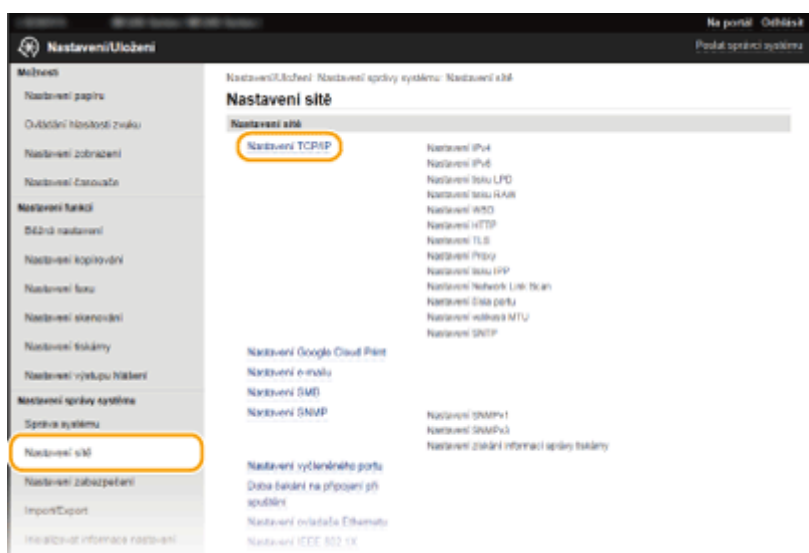 Na portál Odhlásit
Nastavení/Uložení
Poslat správci systému
Možnosti
Nastavení papíru
Ovládání hlasitosti zvuku
Nastavení zobrazení
Nastavení časovače
Nastavení funkcí
Běžná nastavení
Nastavení kopírování
Nastavení faxu
Nastavení skenování
Nastavení tiskárny
Nastavení výstupu hlášení
Nastavení správy systému
Správa systému
Nastavení sítě
Nastavení zabezpečení
Import/Export
Inicializovat informace nastavení
Nastavení/Uložení: Nastavení správy systému: Nastavení sítě
Nastavení sítě
Nastavení sítě
Nastavení TCP/IP
Nastavení IPv4
Nastavení IPv6
Nastavení tisku LPD
Nastavení tisku RAW
Nastavení WSD
Nastavení HTTP
Nastavení TLS
Nastavení Proxy
Nastavení tisku IPP
Nastavení Network Link Scan
Nastavení čísla portu
Nastavení velikosti MTU
Nastavení SNTP
Nastavení Google Cloud Print
Nastavení e-mailu
Nastavení SMB
Nastavení SNMP
Nastavení SNMPv1
Nastavení SNMPv3
Nastavení získání informací správy tiskárny
Nastavení vyčleněného portu
Doba čekání na připojení při
spuštění
Nastavení ovladače Ethernetu
Nastavení IEEE 802.1X